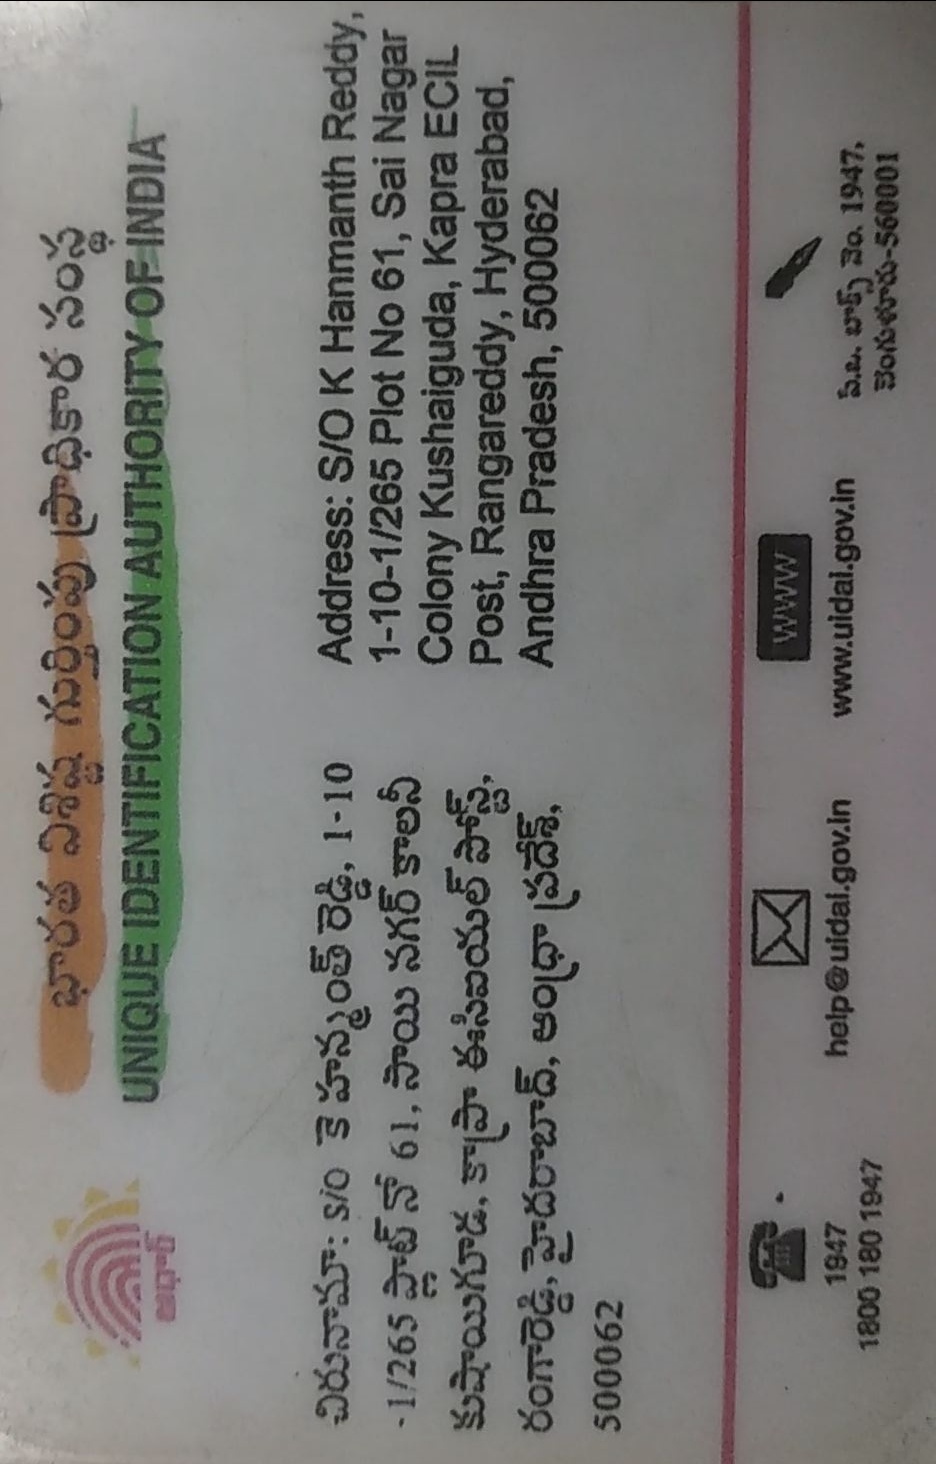 భారత విశిష్ట గుర్తింపు ప్రాధికార సంస్థ
UNIQUE IDENTIFICATION AUTHORITY OF INDIA
ఆధార్
చిరునామా: S/O కె హన్మంత్ రెడ్డి, 1-10
-1/265 ప్లాట్ నో 61, సాయి నగర్ కాలనీ
కుషాయిగూడ, కాప్రా ఈసిఐయల్ పోస్ట్,
రంగారెడ్డి, హైదరాబాద్, ఆంధ్రా ప్రదేశ్,
500062
Address: S/O K Hanmanth Reddy,
1-10-1/265 Plot No 61, Sai Nagar
Colony Kushaiguda, Kapra ECIL
Post, Rangareddy, Hyderabad,
Andhra Pradesh, 500062
1947
1800 180 1947
help@uidai.gov.in
WWW
www.uidai.gov.in
పి.బి. బాక్స్ నెం. 1947,
బెంగుళూరు-560001